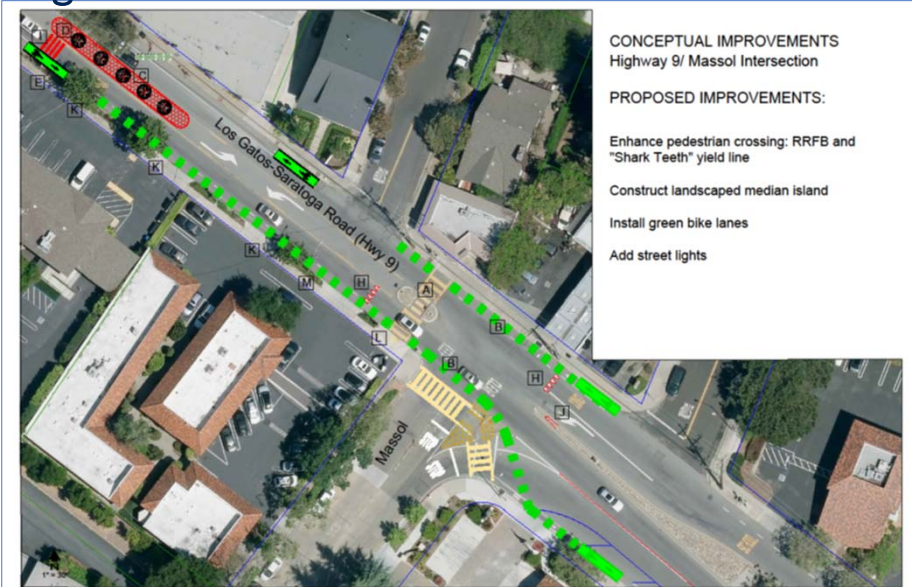 CONCEPTUAL IMPROVEMENTS
Highway 9/ Massol Intersection
PROPOSED IMPROVEMENTS:
Enhance pedestrian crossing: RRFB and
"Shark Teeth" yield line
Construct landscaped median island
Install green bike lanes
Add street lights
D
C
E
K
K
Los Gatos-Saratoga Road (Hwy 9)
K
M
H
A
B
L
B
H
J
Massol